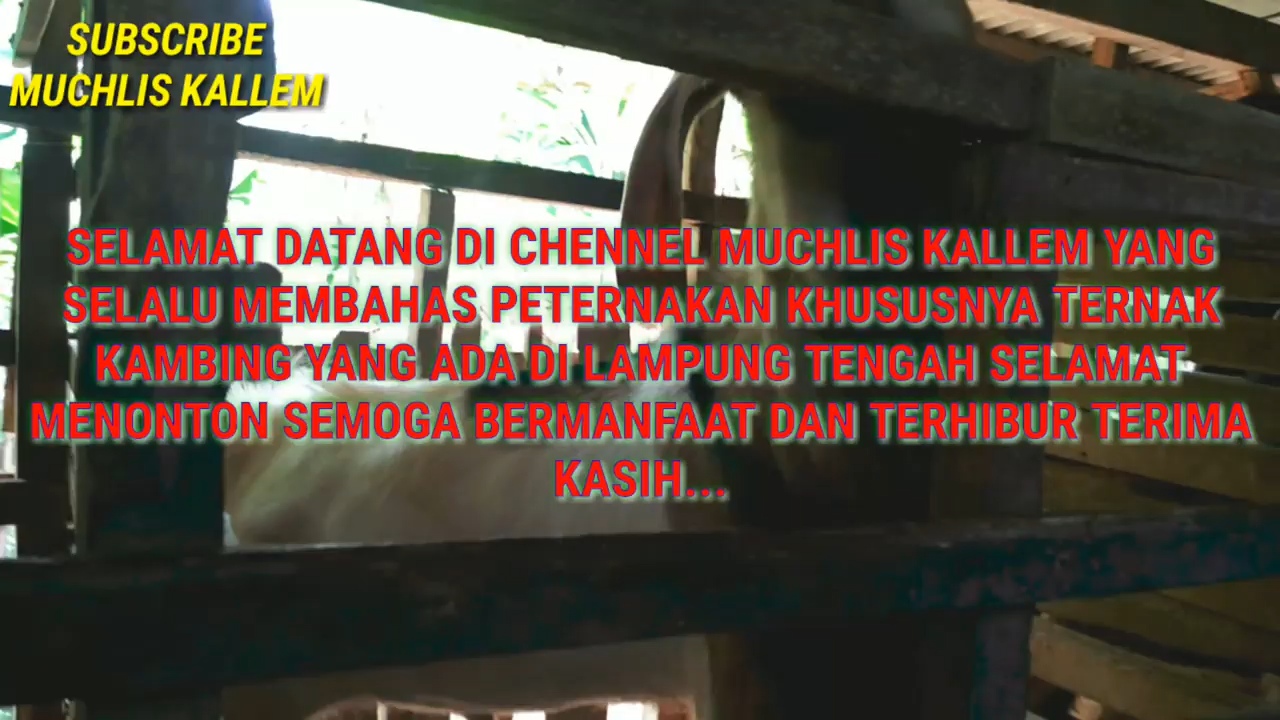 SUBSCRIBE
MUCHLIS KALLEM
SELAMAT DATANG DI CHENNEL MUCHLIS KALLEM YANG
SELALU MEMBAHAS PETERNAKAN KHUSUSNYA TERNAK
KAMBING YANG ADA DI LAMPUNG TENGAH SELAMAT
MENONTON SEMOGA BERMANFAAT DAN TERHIBUR TERIMA
KASIH...